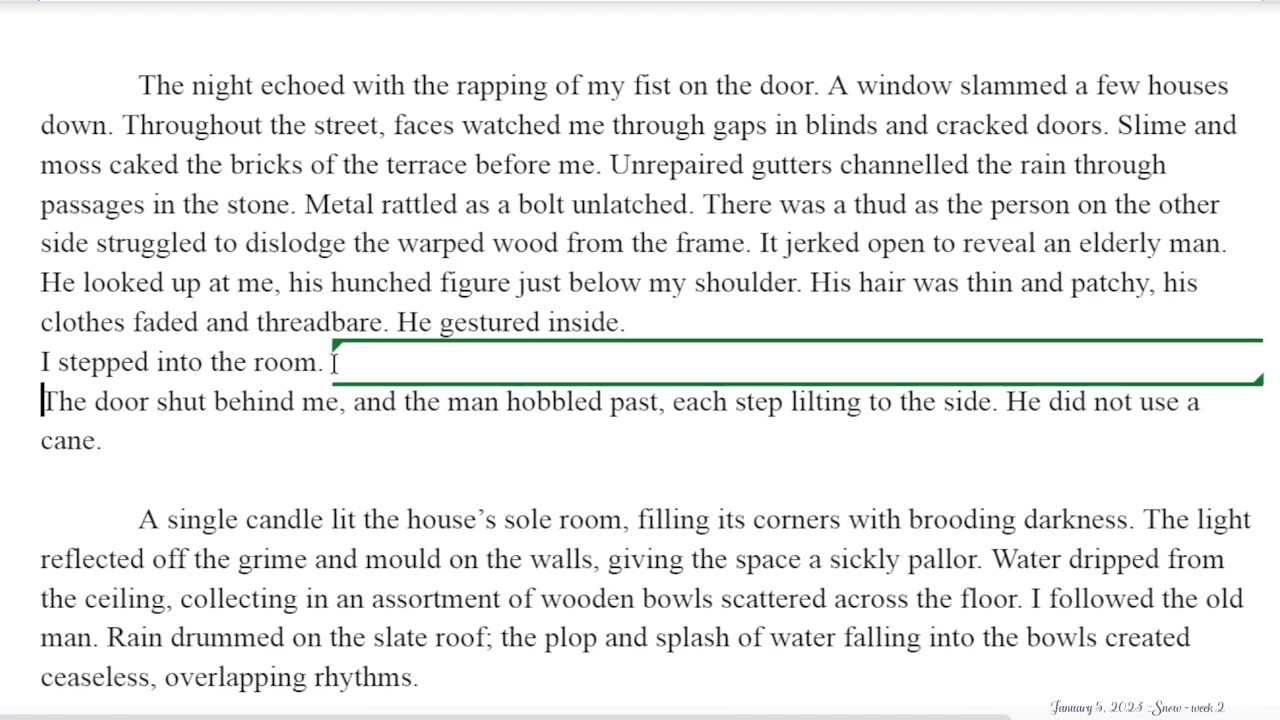 The night echoed with the rapping of my fist on the door. A window slammed a few houses
down. Throughout the street, faces watched me through gaps in blinds and cracked doors. Slime and
moss caked the bricks of the terrace before me. Unrepaired gutters channelled the rain through
passages in the stone. Metal rattled as a bolt unlatched. There was a thud as the person on the other
side struggled to dislodge the warped wood from the frame. It jerked open to reveal an elderly man.
He looked up at me, his hunched figure just below my shoulder. His hair was thin and patchy, his
clothes faded and threadbare. He gestured inside.
I stepped into the room.
The door shut behind me, and the man hobbled past, each step lilting to the side. He did not use a
cane.
A single candle lit the house’s sole room, filling its corners with brooding darkness. The light
reflected off the grime and mould on the walls, giving the space a sickly pallor. Water dripped from
the ceiling, collecting in an assortment of wooden bowls scattered across the floor. I followed the old
man. Rain drummed on the slate roof; the plop and splash of water falling into the bowls created
ceaseless, overlapping rhythms.
January 5, 2023 - Snow - week 2